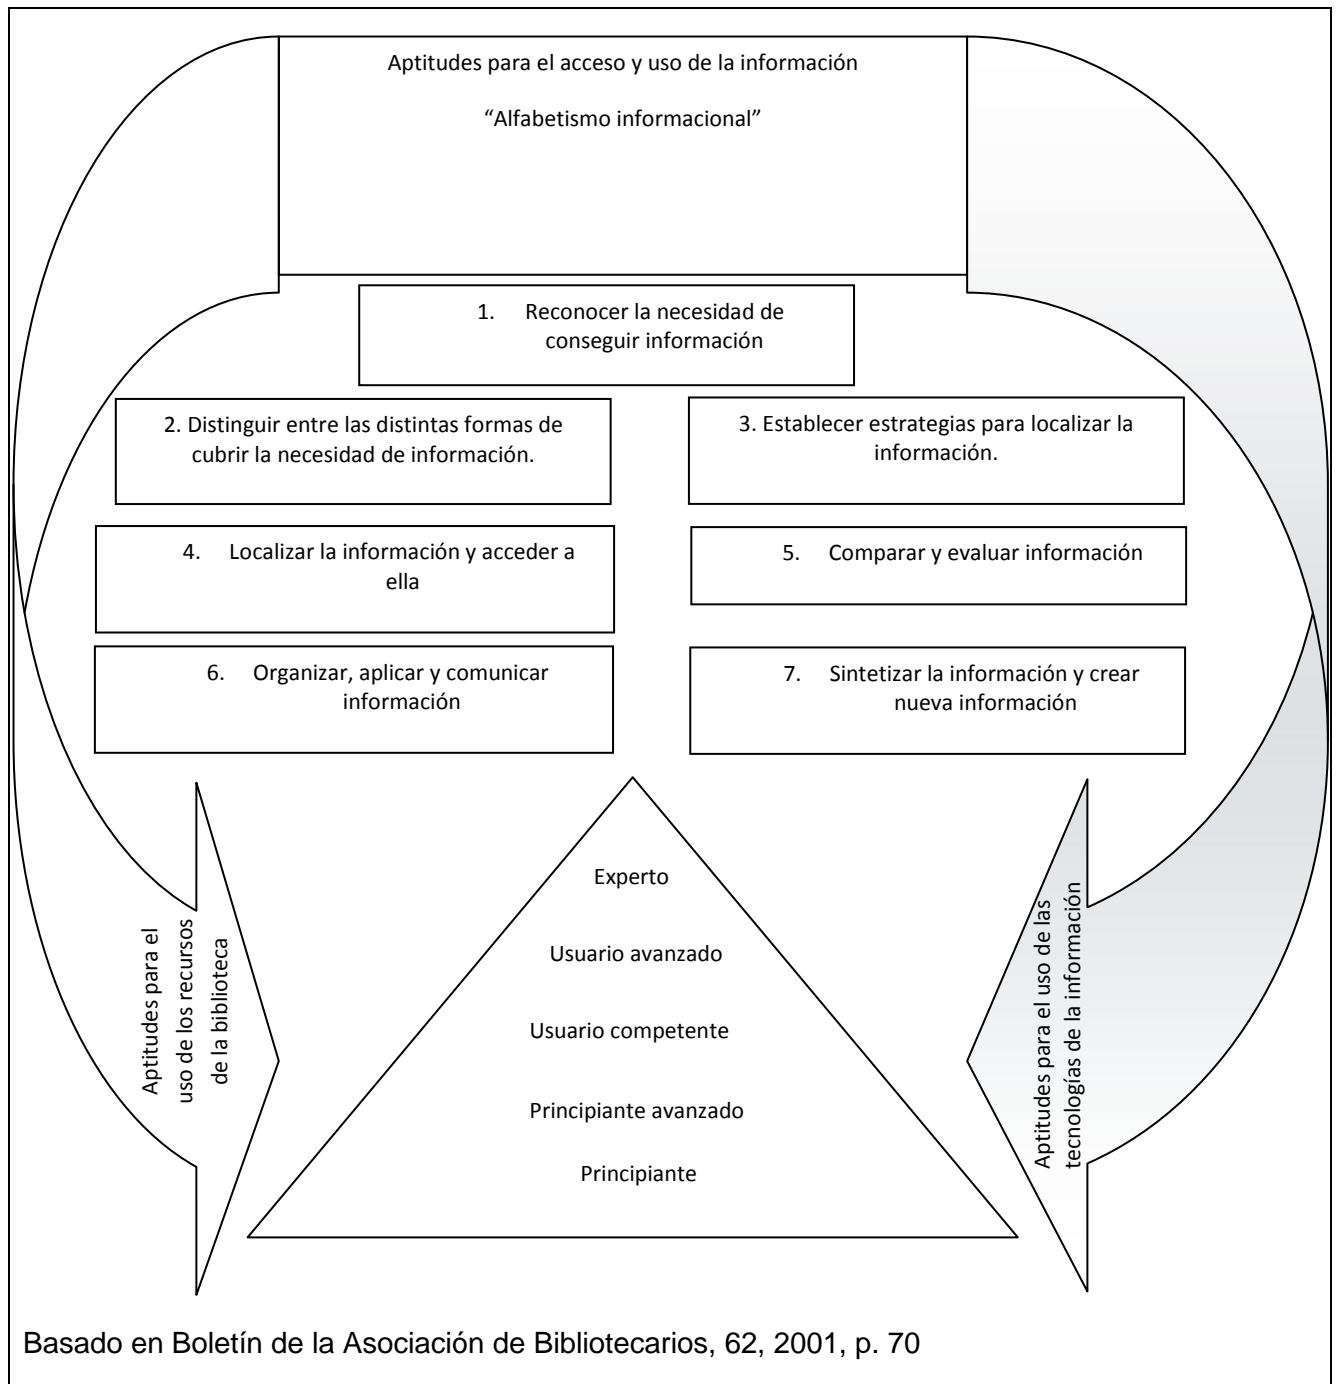 Aptitudes para el acceso y uso de la información
“Alfabetismo informacional”
1. Reconocer la necesidad de
conseguir información
2. Distinguir entre las distintas formas de
cubrir la necesidad de información.
3. Establecer estrategias para localizar la
información.
4. Localizar la información y acceder a
ella
5. Comparar y evaluar información
6. Organizar, aplicar y comunicar
información
7. Sintetizar la información y crear
nueva información
Aptitudes para el
uso de los recursos
de la biblioteca
Experto
Usuario avanzado
Usuario competente
Principiante avanzado
Principiante
Aptitudes para el uso de las
tecnologías de la información
Basado en Boletín de la Asociación de Bibliotecarios, 62, 2001, p. 70